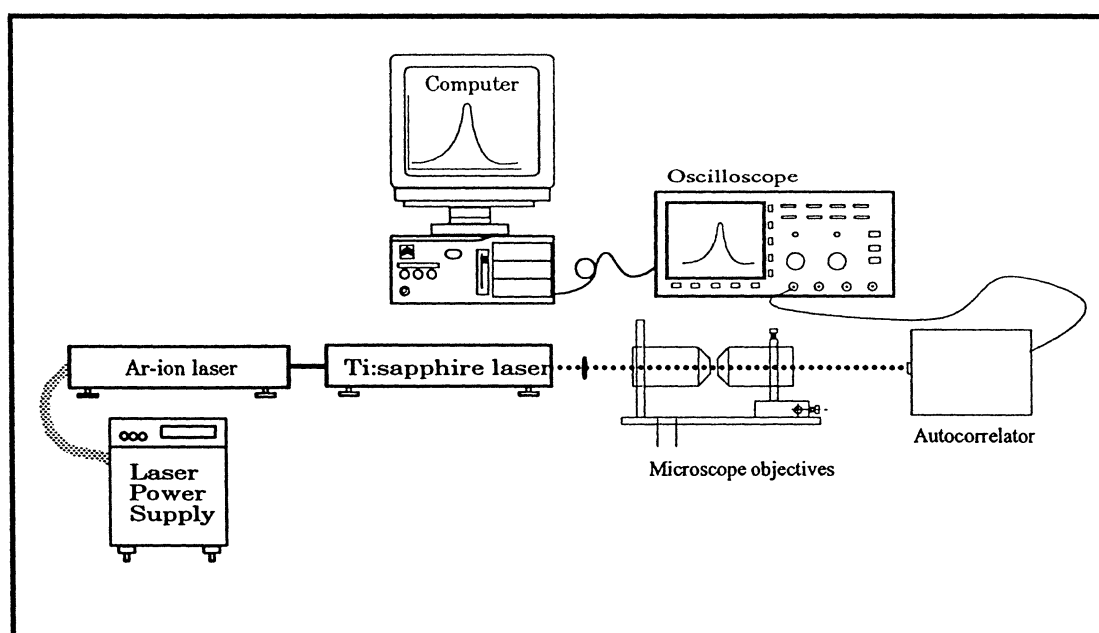 Computer
Oscilloscope
Ar-ion laser
Ti:sapphire laser
Autocorrelator
Microscope objectives
Laser
Power
Supply